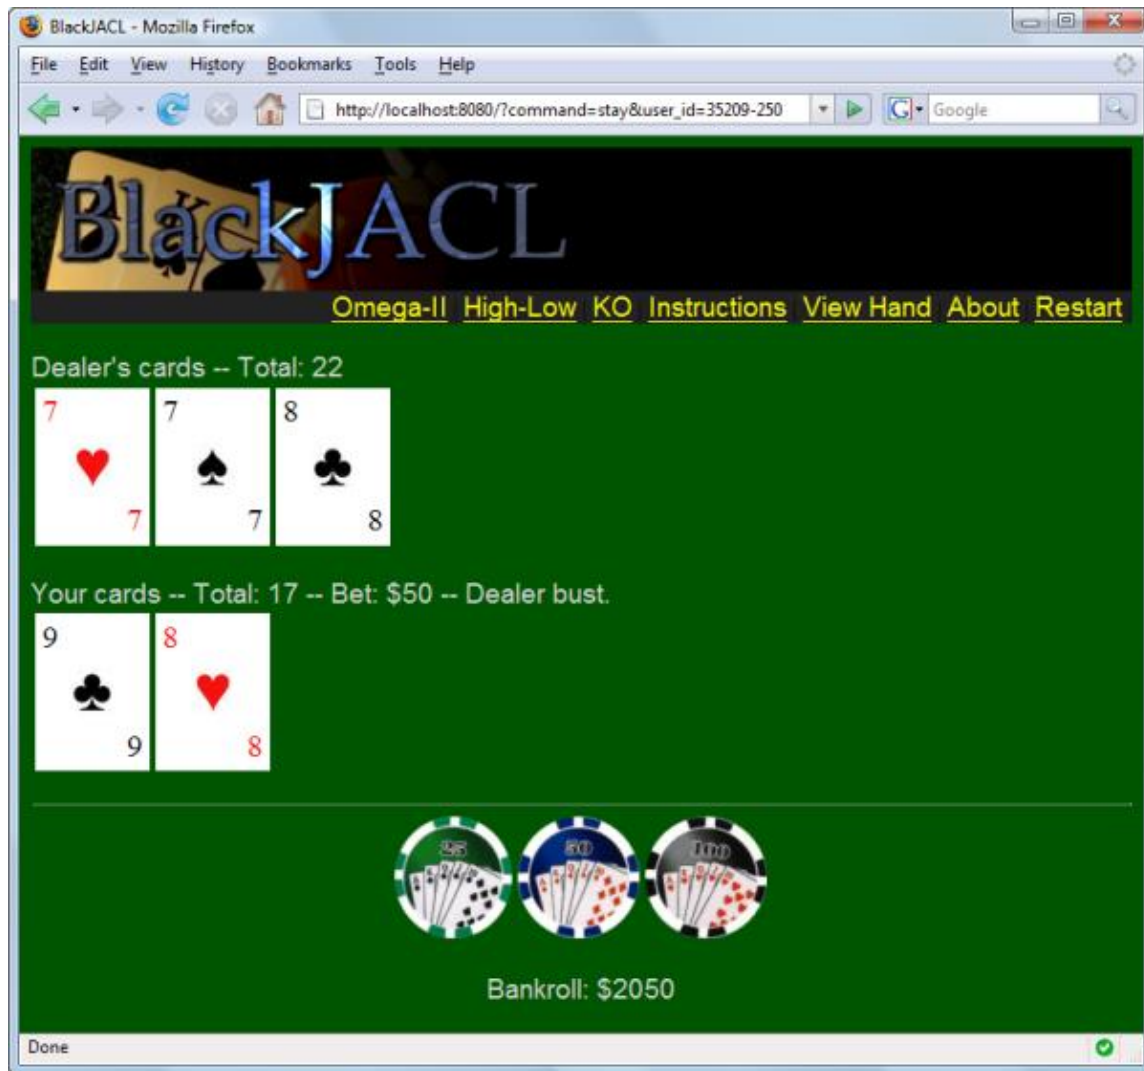 BlackJACL - Mozilla Firefox
File Edit View History Bookmarks Tools Help
http://localhost:8080/?command=stay&user_id=35209-250 G Google
BlackJACL
Omega-II High-Low KO Instructions View Hand About Restart
Dealer's cards -- Total: 22
7 7 8
7 7 8
Your cards -- Total: 17 -- Bet: $50 -- Dealer bust.
9 8
9 8
25 50 100
Bankroll: $2050
Done